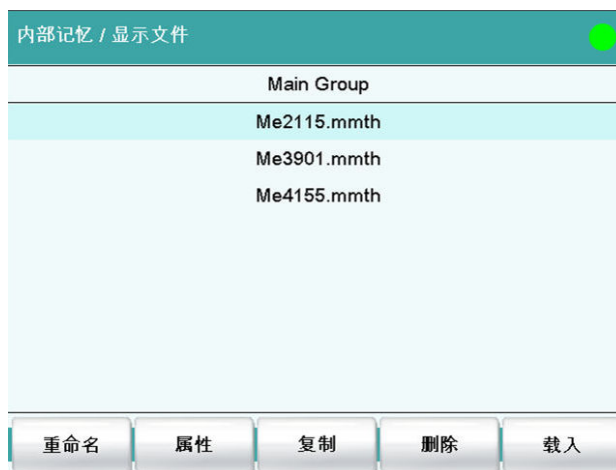 内部记忆 / 显示文件
Main Group
Me2115.mmth
Me3901.mmth
Me4155.mmth
重命名 属性 复制 删除 载入